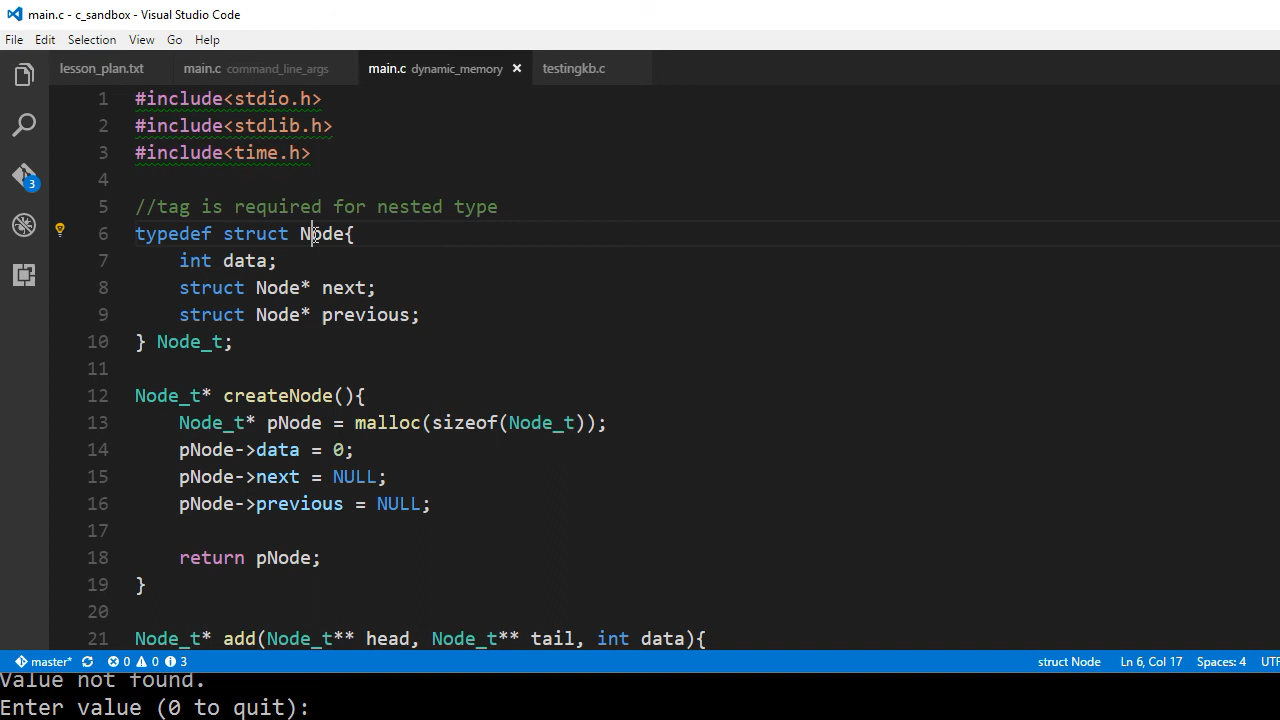 main.c - c_sandbox - Visual Studio Code
File Edit Selection View Go Help
lesson_plan.txt main.c command_line_args main.c dynamic_memory × testingkb.c
1 #include<stdio.h>
2 #include<stdlib.h>
3 #include<time.h>
4
5 //tag is required for nested type
6 typedef struct Node{
7 int data;
8 struct Node* next;
9 struct Node* previous;
10 } Node_t;
11
12 Node_t* createNode(){
13 Node_t* pNode = malloc(sizeof(Node_t));
14 pNode->data = 0;
15 pNode->next = NULL;
16 pNode->previous = NULL;
17
18 return pNode;
19 }
20
21 Node_t* add(Node_t** head, Node_t** tail, int data){
3
master* 0 0 3 struct Node Ln 6, Col 17 Spaces: 4 UTF
Value not found.
Enter value (0 to quit):